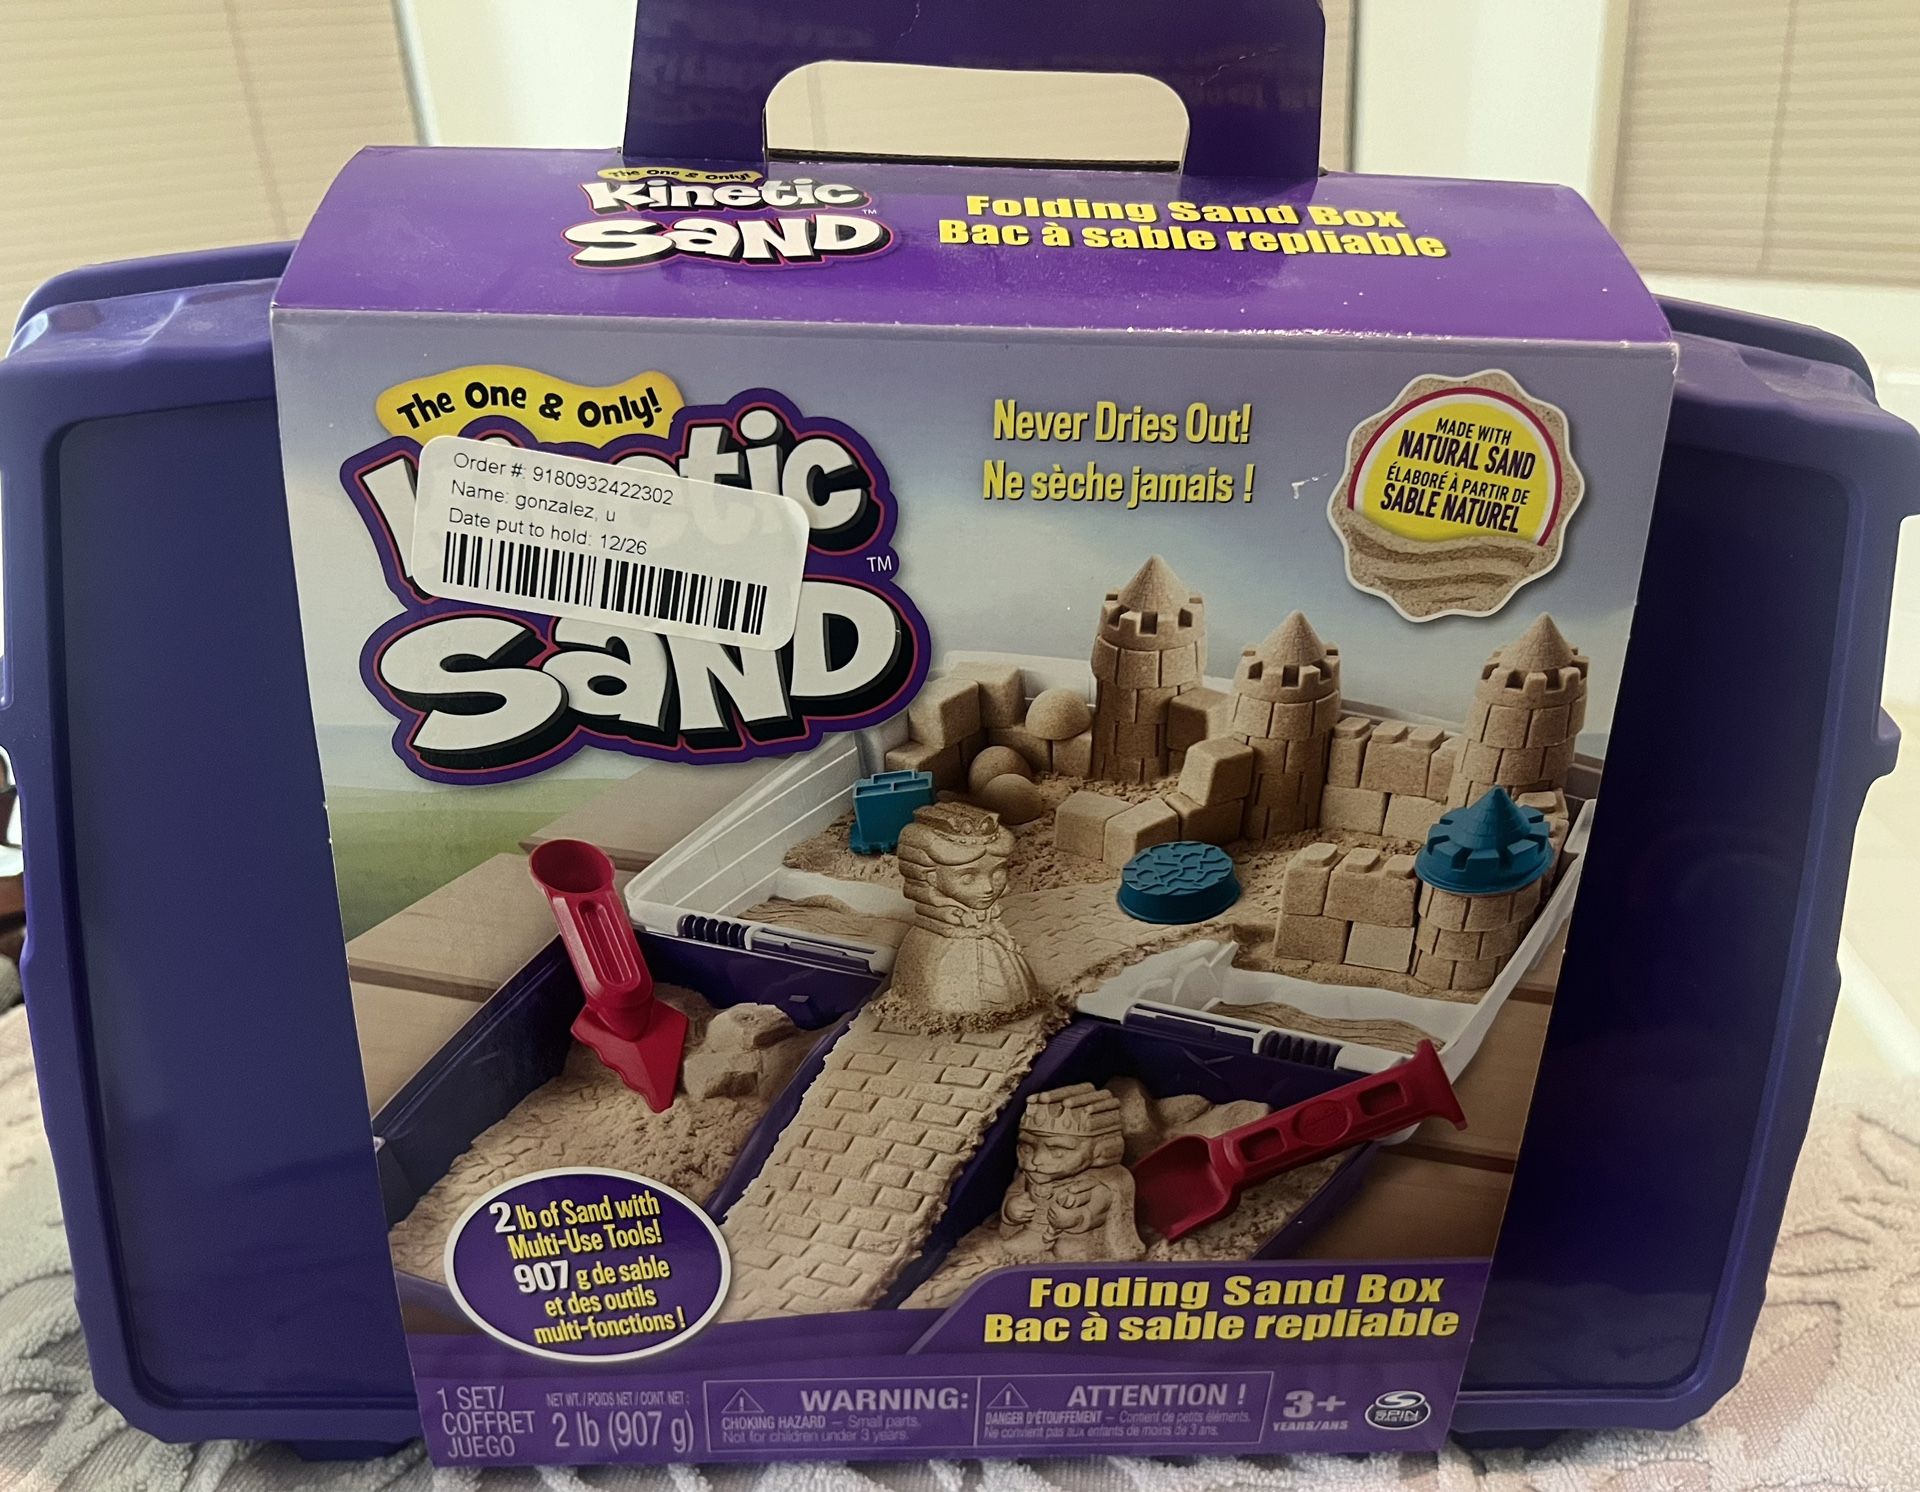 The One & Only!
Kinetic
SAND™
Folding Sand Box
Bac à sable repliable
The One & Only!
Order #: 9180932422302
Name: gonzalez, u
Date put to hold: 12/26
SAND™
Never Dries Out!
Ne sèche jamais !
MADE WITH
NATURAL SAND
ÉLABORÉ À PARTIR DE
SABLE NATUREL
2 lb of Sand with
Multi-Use Tools!
907 g de sable
et des outils
multi-fonctions !
Folding Sand Box
Bac à sable repliable
1 SET/
COFFRET
JUEGO
NET WT. / POIDS NET / CONT. NET :
2 lb (907 g)
WARNING:
CHOKING HAZARD — Small parts.
Not for children under 3 years.
ATTENTION !
DANGER D'ÉTOUFFEMENT — Contient de petits éléments.
Ne convient pas aux enfants de moins de 3 ans.
3+
YEARS/ANS
SPIN
MASTER